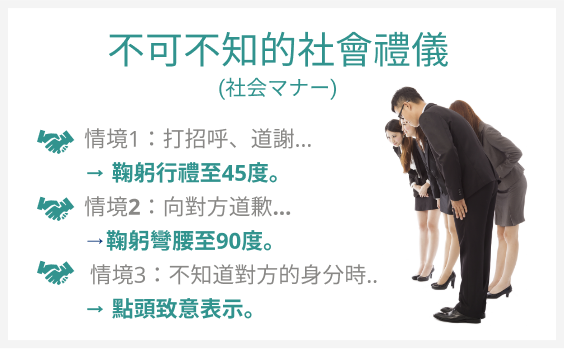 不可不知的社會禮儀
(社会マナー)
情境1：打招呼、道謝...
→ 鞠躬行禮至45度。
情境2：向對方道歉...
→鞠躬彎腰至90度。
情境3：不知道對方的身分時..
→ 點頭致意表示。